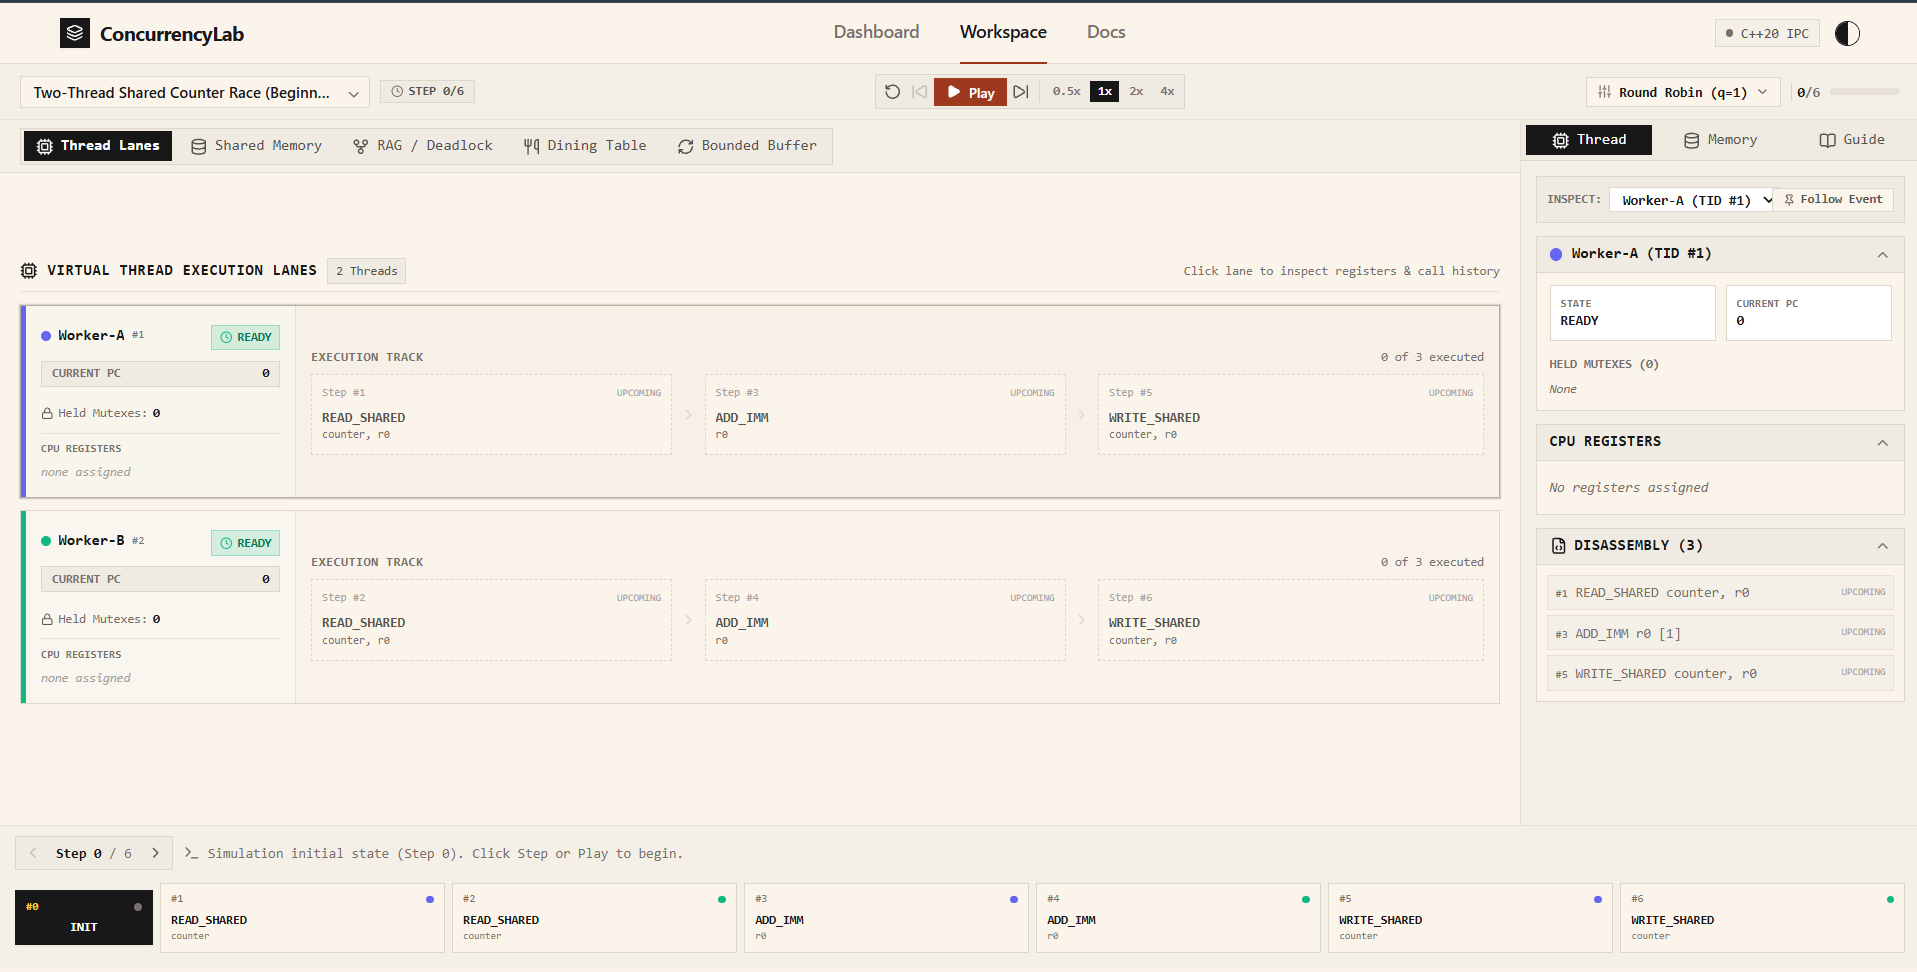 ConcurrencyLab
Dashboard
Workspace
Docs
C++20 IPC
Two-Thread Shared Counter Race (Beginn...
STEP 0/6
Play
0.5x
1x
2x
4x
Round Robin (q=1)
0/6
Thread Lanes
Shared Memory
RAG / Deadlock
Dining Table
Bounded Buffer
Thread
Memory
Guide
VIRTUAL THREAD EXECUTION LANES
2 Threads
Click lane to inspect registers & call history
Worker-A #1
READY
CURRENT PC 0
Held Mutexes: 0
CPU REGISTERS
none assigned
EXECUTION TRACK
0 of 3 executed
Step #1 UPCOMING
READ_SHARED
counter, r0
Step #3 UPCOMING
ADD_IMM
r0
Step #5 UPCOMING
WRITE_SHARED
counter, r0
Worker-B #2
READY
CURRENT PC 0
Held Mutexes: 0
CPU REGISTERS
none assigned
EXECUTION TRACK
0 of 3 executed
Step #2 UPCOMING
READ_SHARED
counter, r0
Step #4 UPCOMING
ADD_IMM
r0
Step #6 UPCOMING
WRITE_SHARED
counter, r0
INSPECT:
Worker-A (TID #1)
Follow Event
Worker-A (TID #1)
STATE
READY
CURRENT PC
0
HELD MUTEXES (0)
None
CPU REGISTERS
No registers assigned
DISASSEMBLY (3)
#1 READ_SHARED counter, r0 UPCOMING
#3 ADD_IMM r0 [1] UPCOMING
#5 WRITE_SHARED counter, r0 UPCOMING
Step 0 / 6
Simulation initial state (Step 0). Click Step or Play to begin.
#0
INIT
#1
READ_SHARED
counter
#2
READ_SHARED
counter
#3
ADD_IMM
r0
#4
ADD_IMM
r0
#5
WRITE_SHARED
counter
#6
WRITE_SHARED
counter